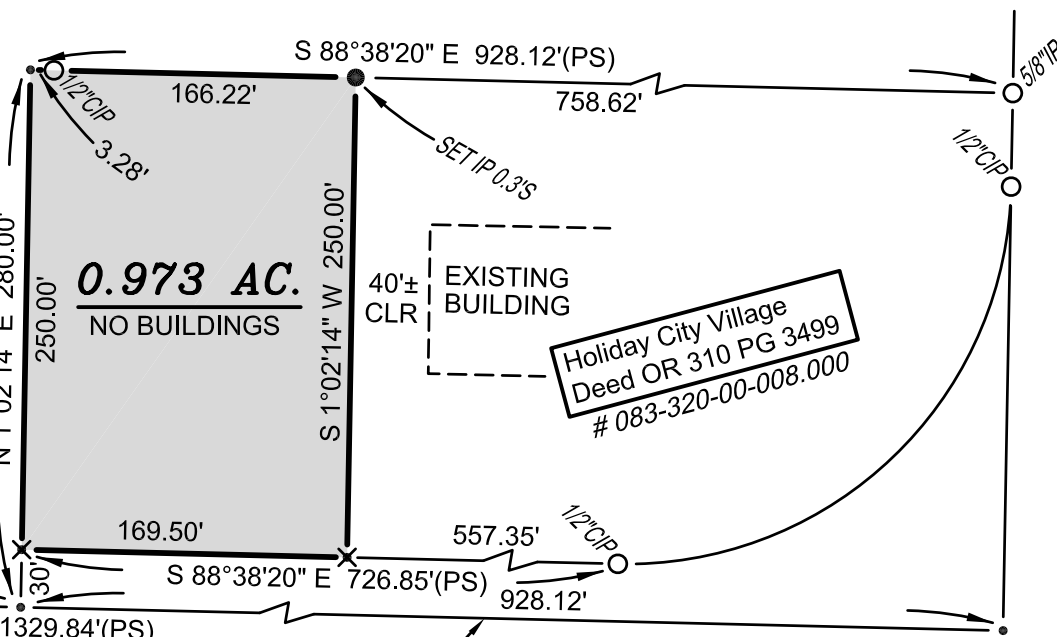 S 88°38'20" E 928.12'(PS)
5/8"IP
166.22'
758.62'
1/2"CIP
3.28'
SET IP 0.3'S
1/2"CIP
N 1°02'14" E 280.00'
250.00'
0.973 AC.
NO BUILDINGS
S 1°02'14" W 250.00'
40'±
CLR
EXISTING
BUILDING
Holiday City Village
Deed OR 310 PG 3499
# 083-320-00-008.000
169.50'
557.35'
1/2"CIP
S 88°38'20" E 726.85'(PS)
30'
928.12'
1329.84'(PS)